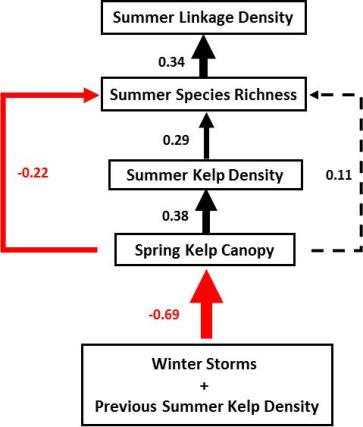 Summer Linkage Density
0.34
Summer Species Richness
0.29
-0.22
Summer Kelp Density
0.11
0.38
Spring Kelp Canopy
-0.69
Winter Storms
+
Previous Summer Kelp Density